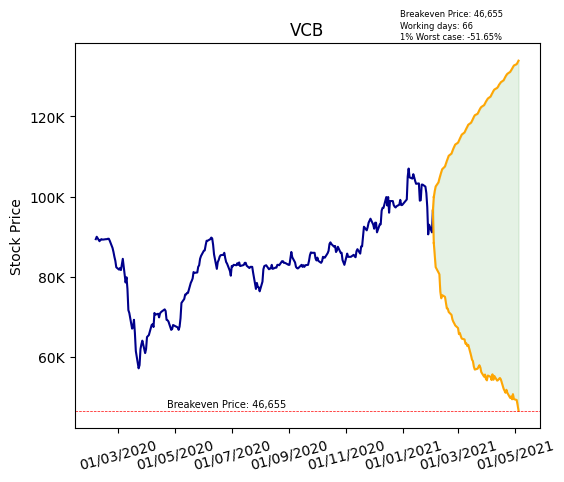 Breakeven Price: 46,655
Working days: 66
1% Worst case: -51.65%
VCB
Stock Price
120K
100K
80K
60K
Breakeven Price: 46,655
01/03/2020
01/05/2020
01/07/2020
01/09/2020
01/11/2020
01/01/2021
01/03/2021
01/05/2021